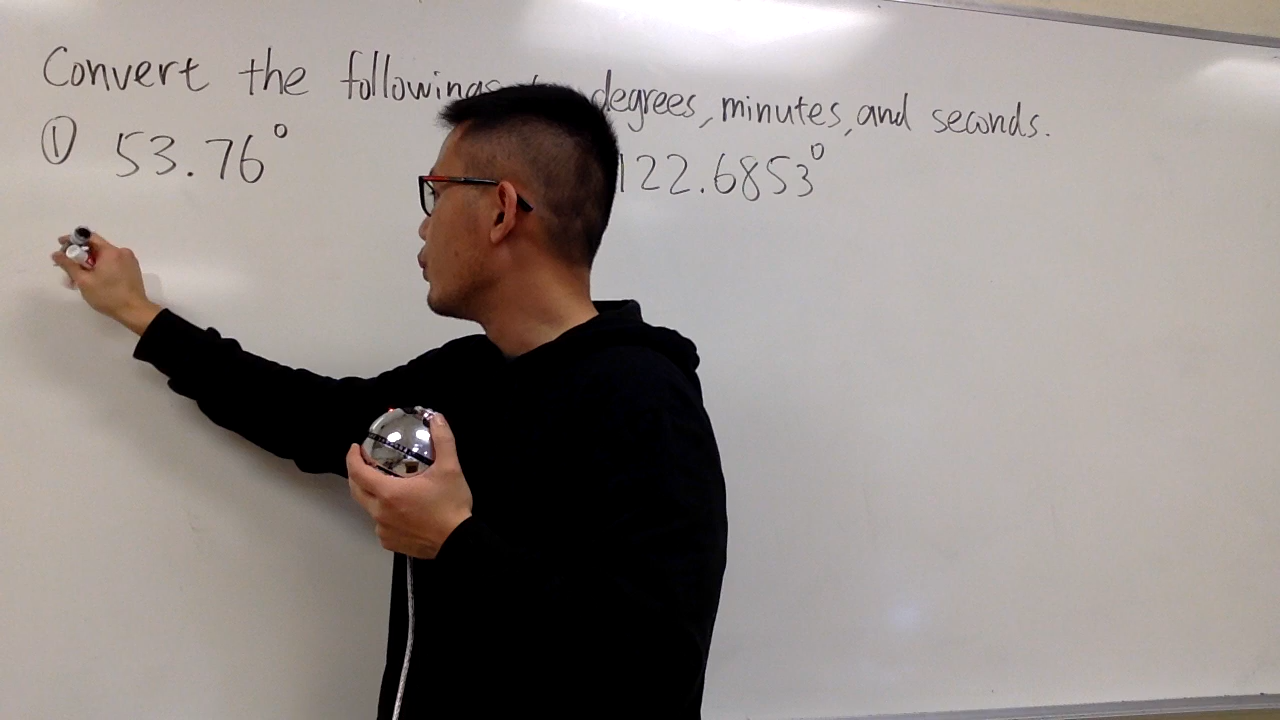 Convert the followings degrees, minutes, and seconds.
① 53.76° 122.6853°